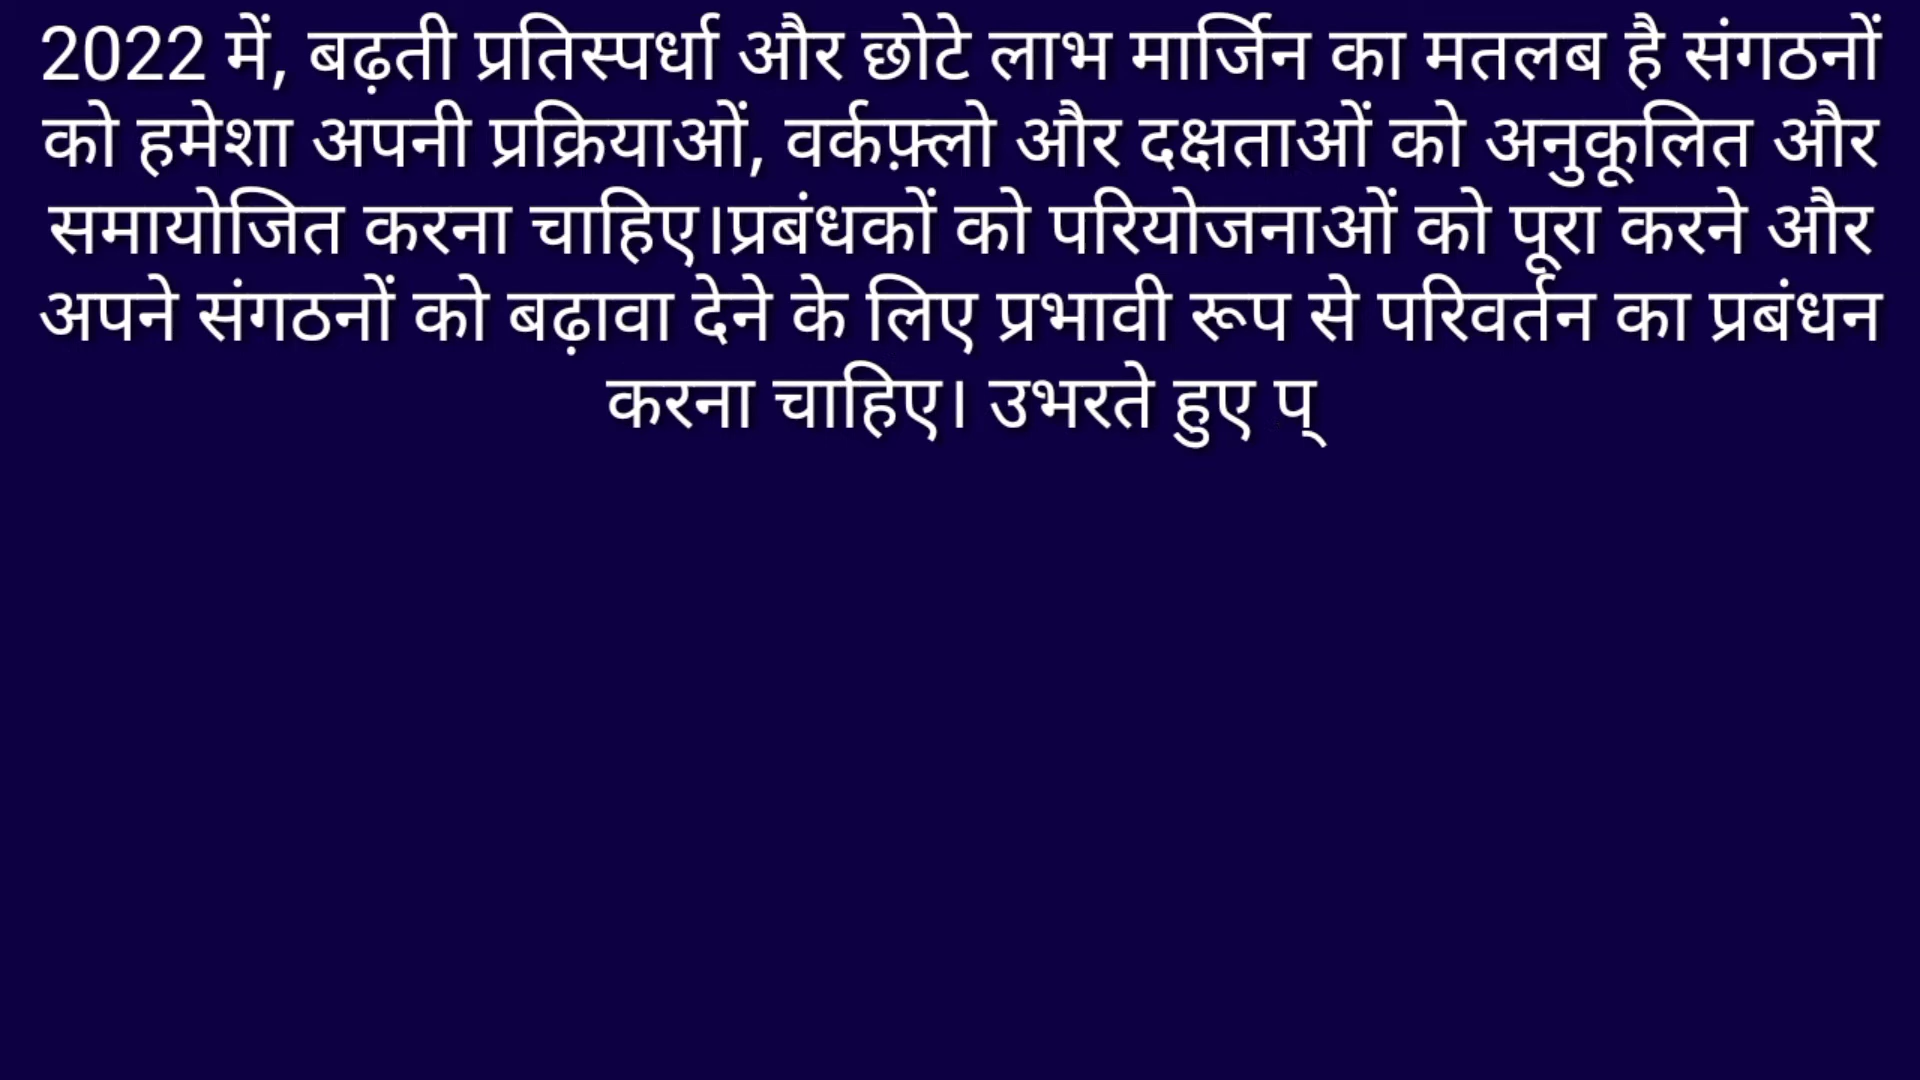 2022 में, बढ़ती प्रतिस्पर्धा और छोटे लाभ मार्जिन का मतलब है संगठनों
को हमेशा अपनी प्रक्रियाओं, वर्कफ़्लो और दक्षताओं को अनुकूलित और
समायोजित करना चाहिए।प्रबंधकों को परियोजनाओं को पूरा करने और
अपने संगठनों को बढ़ावा देने के लिए प्रभावी रूप से परिवर्तन का प्रबंधन
करना चाहिए। उभरते हुए प्